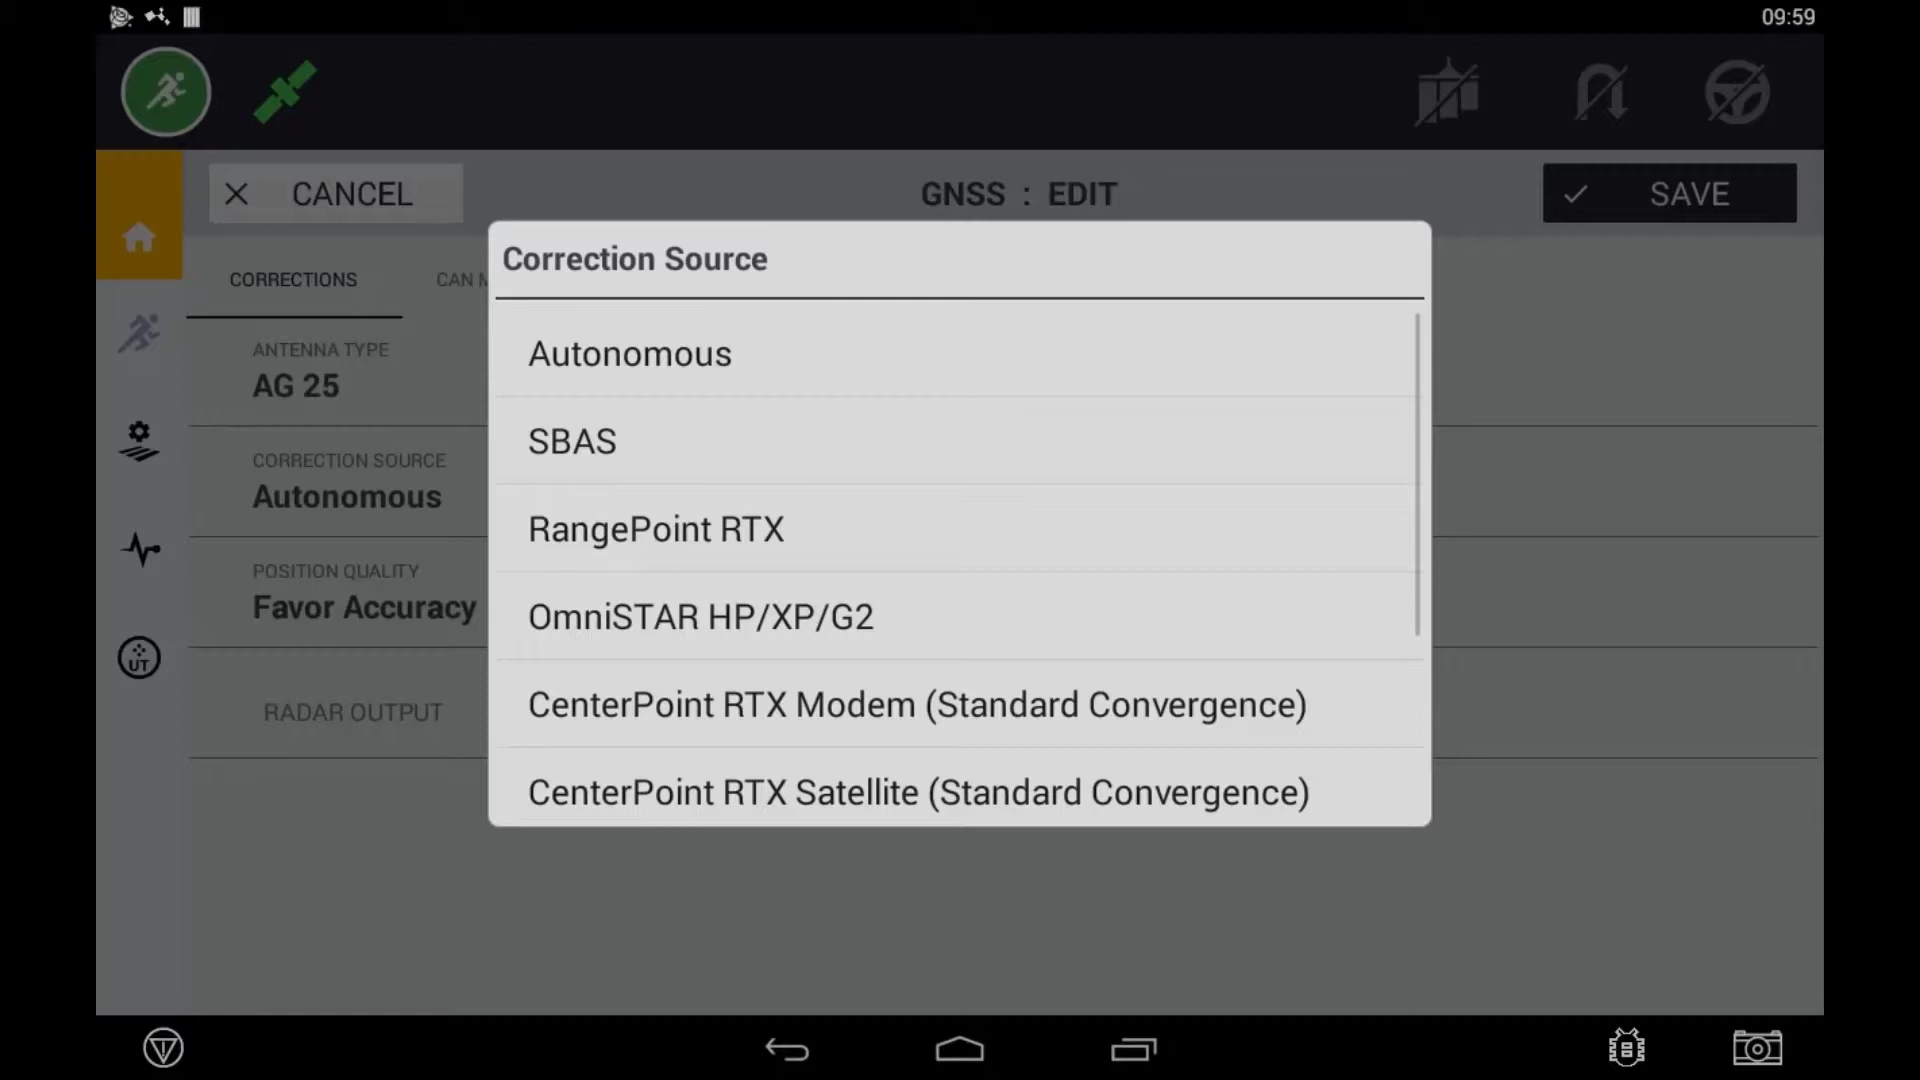 09:59
CANCEL
GNSS : EDIT
SAVE
CORRECTIONS
CAN
ANTENNA TYPE
AG 25
CORRECTION SOURCE
Autonomous
POSITION QUALITY
Favor Accuracy
RADAR OUTPUT
UT
Correction Source
Autonomous
SBAS
RangePoint RTX
OmniSTAR HP/XP/G2
CenterPoint RTX Modem (Standard Convergence)
CenterPoint RTX Satellite (Standard Convergence)